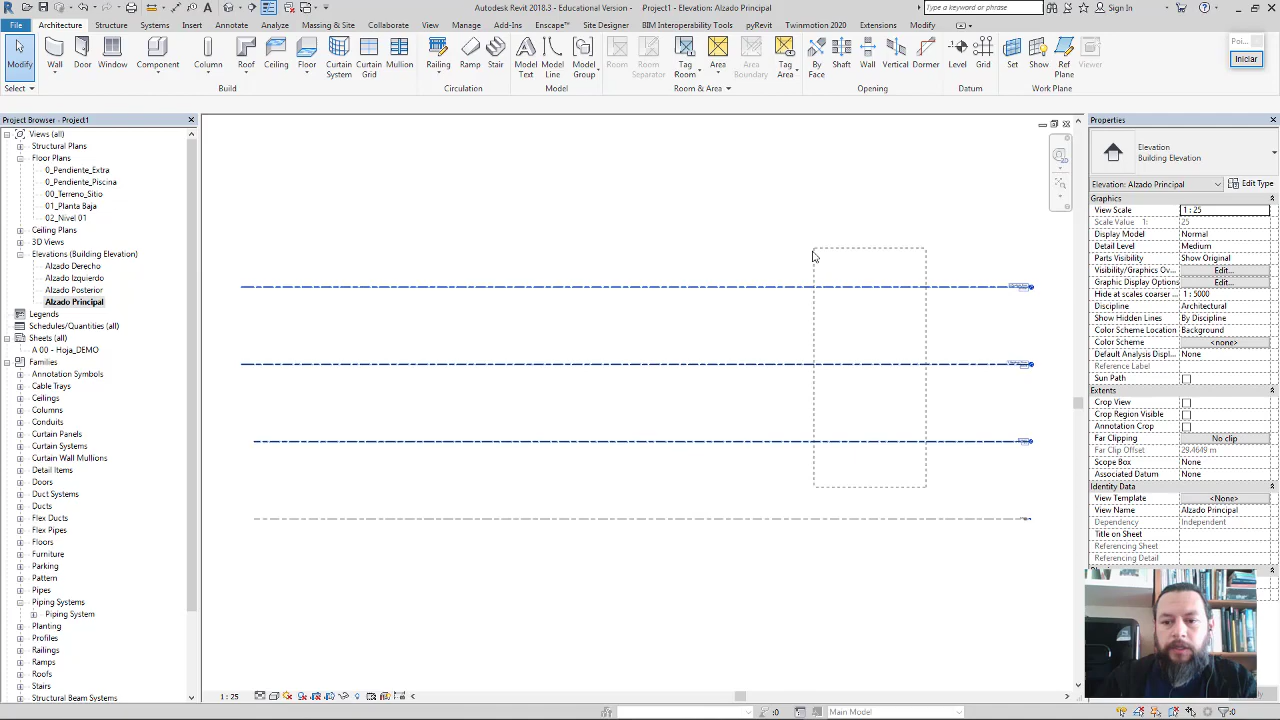 Autodesk Revit 2018.3 - Educational Version - Project1 - Elevation: Alzado Principal
Type a keyword or phrase
Sign In
File Architecture Structure Systems Insert Annotate Analyze Massing & Site Collaborate View Manage Add-Ins Enscape™ Site Designer BIM Interoperability Tools pyRevit Twinmotion 2020 Extensions Modify
Iniciar
Modify Wall Door Window Component Column Roof Ceiling Floor Curtain System Curtain Grid Mullion Railing Ramp Stair Model Text Model Line Model Group Room Room Separator Tag Room Area Area Boundary Tag Area By Face Shaft Wall Vertical Dormer Level Grid Set Show Ref Plane Viewer
Select Build Circulation Model Room & Area Opening Datum Work Plane
Project Browser - Project1
Views (all)
Structural Plans
Floor Plans
0_Pendiente_Extra
0_Pendiente_Piscina
00_Terreno_Sitio
01_Planta Baja
02_Nivel 01
Ceiling Plans
3D Views
Elevations (Building Elevation)
Alzado Derecho
Alzado Izquierdo
Alzado Posterior
Alzado Principal
Legends
Schedules/Quantities (all)
Sheets (all)
A 00 - Hoja_DEMO
Families
Annotation Symbols
Cable Trays
Ceilings
Columns
Conduits
Curtain Panels
Curtain Systems
Curtain Wall Mullions
Detail Items
Doors
Duct Systems
Ducts
Flex Ducts
Flex Pipes
Floors
Furniture
Parking
Pattern
Pipes
Piping Systems
Piping System
Planting
Profiles
Railings
Ramps
Roofs
Stairs
Structural Beam Systems
1 : 25
:0
Main Model
:0
Properties
Elevation
Building Elevation
Elevation: Alzado Principal
Edit Type
Graphics
View Scale 1 : 25
Scale Value 1: 25
Display Model Normal
Detail Level Medium
Parts Visibility Show Original
Visibility/Graphics Ov... Edit...
Graphic Display Options Edit...
Hide at scales coarser ... 1 : 5000
Discipline Architectural
Show Hidden Lines By Discipline
Color Scheme Location Background
Color Scheme <none>
Default Analysis Displ... None
Reference Label
Sun Path
Extents
Crop View
Crop Region Visible
Annotation Crop
Far Clipping No clip
Far Clip Offset 29.4649 m
Scope Box None
Associated Datum None
Identity Data
View Template <None>
View Name Alzado Principal
Dependency Independent
Title on Sheet
Referencing Sheet
Referencing Detail